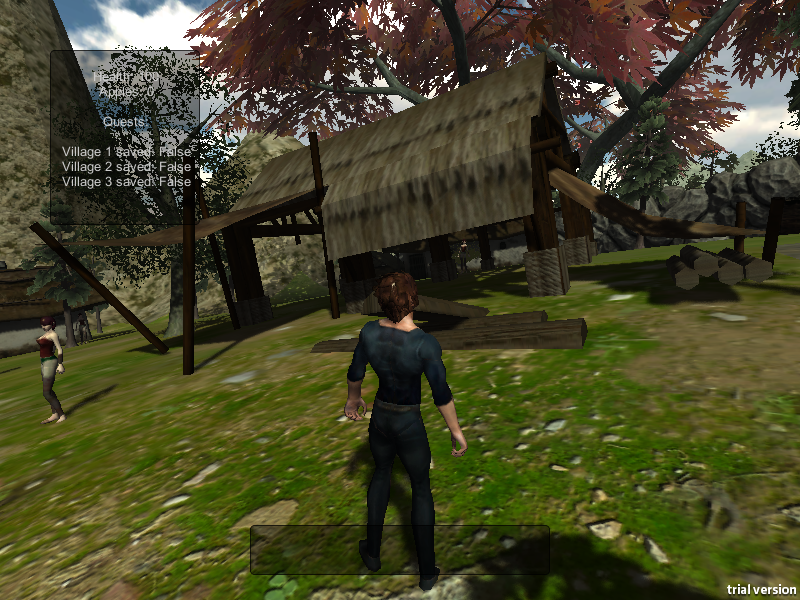 Health: 100
Apples: 0
Quests:
Village 1 saved: False
Village 2 saved: False
Village 3 saved: False
trial version